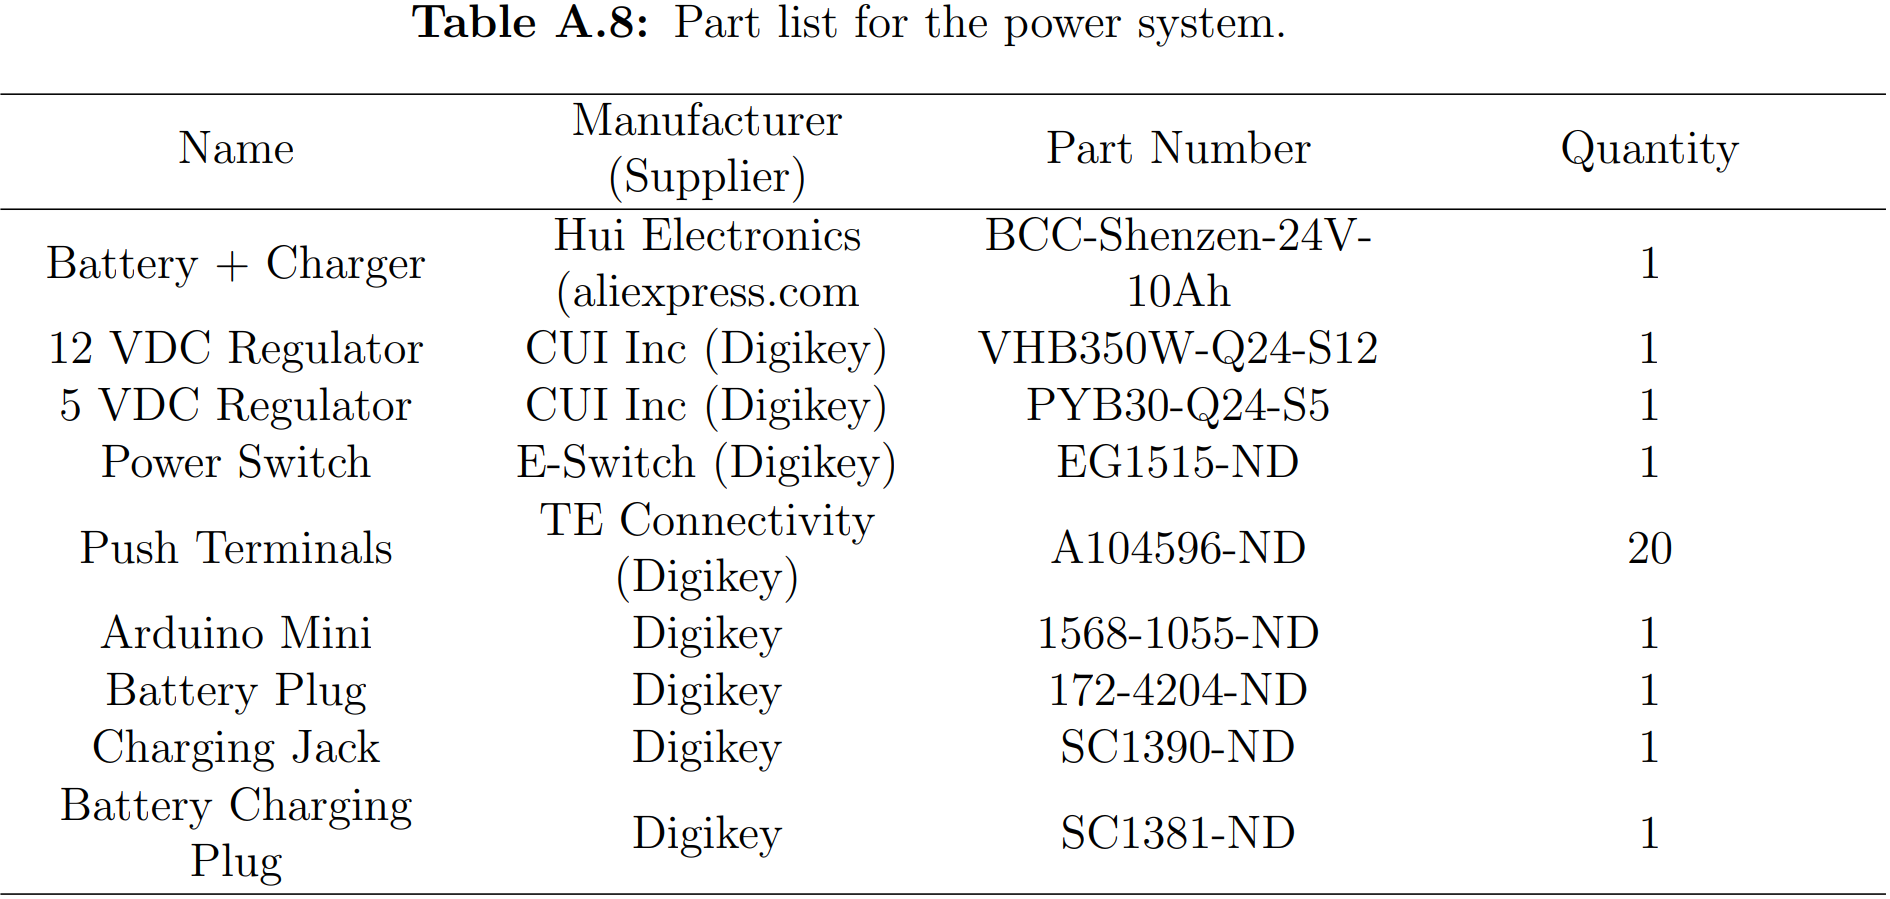 Table A.8: Part list for the power system.
Name Manufacturer (Supplier) Part Number Quantity
Battery + Charger Hui Electronics (aliexpress.com BCC-Shenzen-24V-10Ah 1
12 VDC Regulator CUI Inc (Digikey) VHB350W-Q24-S12 1
5 VDC Regulator CUI Inc (Digikey) PYB30-Q24-S5 1
Power Switch E-Switch (Digikey) EG1515-ND 1
Push Terminals TE Connectivity (Digikey) A104596-ND 20
Arduino Mini Digikey 1568-1055-ND 1
Battery Plug Digikey 172-4204-ND 1
Charging Jack Digikey SC1390-ND 1
Battery Charging Plug Digikey SC1381-ND 1